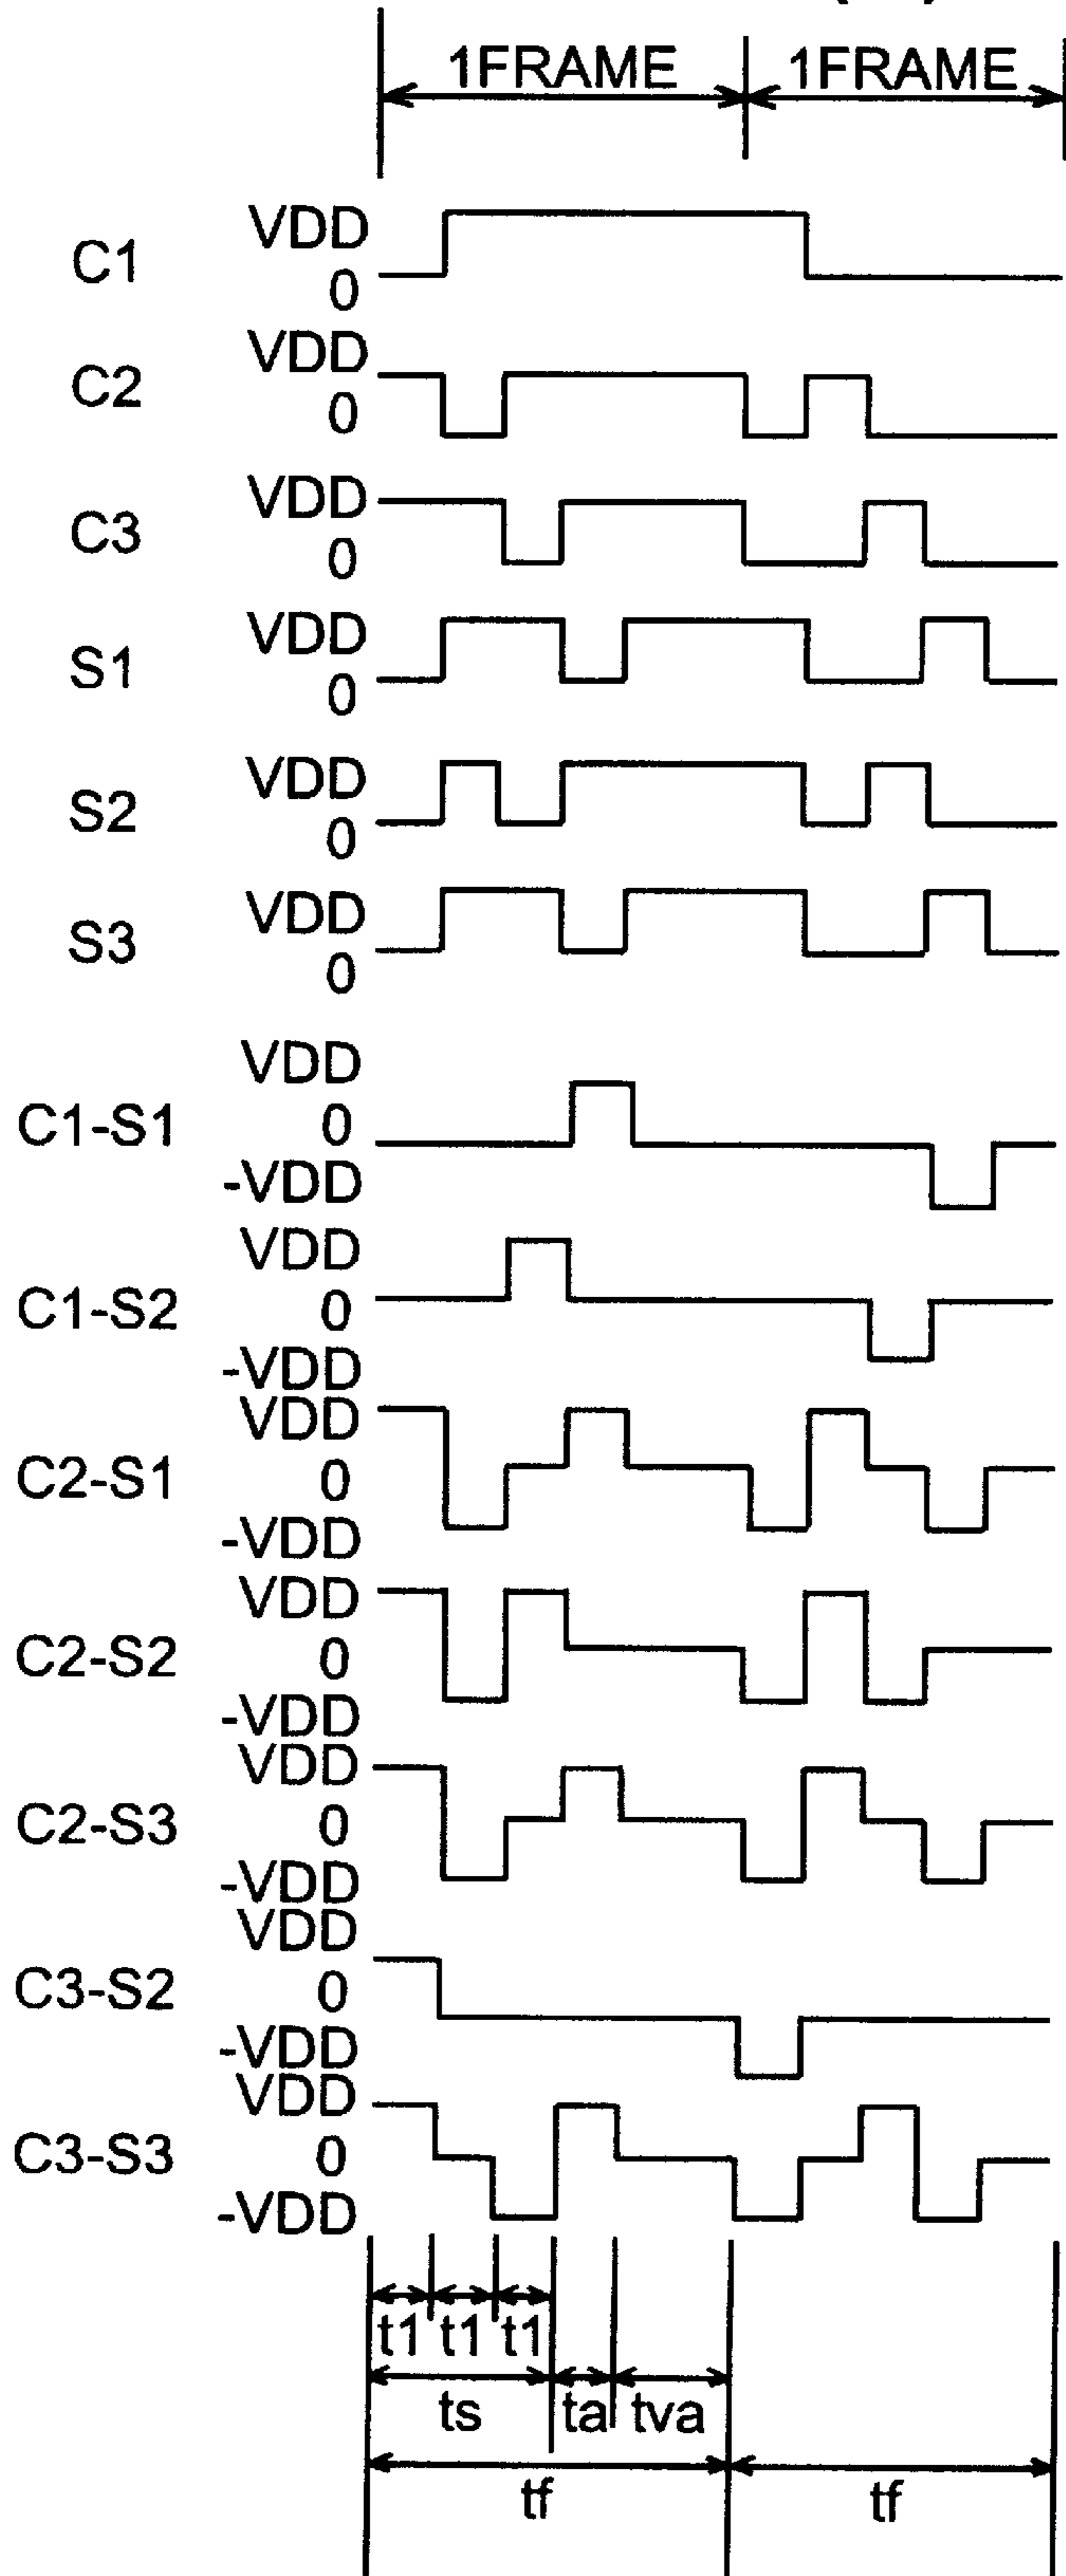 1FRAME 1FRAME
C1 VDD 0
C2 VDD 0
C3 VDD 0
S1 VDD 0
S2 VDD 0
S3 VDD 0
C1-S1 VDD 0 -VDD
C1-S2 VDD 0 -VDD
C2-S1 VDD 0 -VDD
C2-S2 VDD 0 -VDD
C2-S3 VDD 0 -VDD
C3-S2 VDD 0 -VDD
C3-S3 VDD 0 -VDD
t1 t1 t1
ts ta tva
tf tf